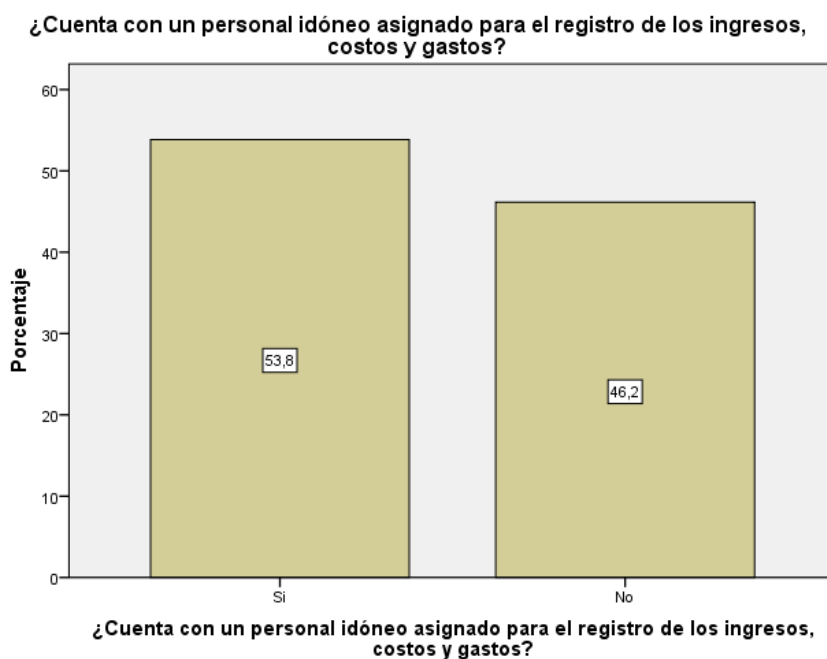 ¿Cuenta con un personal idóneo asignado para el registro de los ingresos,
costos y gastos?
60
50
40
30
20
10
0
Porcentaje
53,8
46,2
Si
No
¿Cuenta con un personal idóneo asignado para el registro de los ingresos,
costos y gastos?